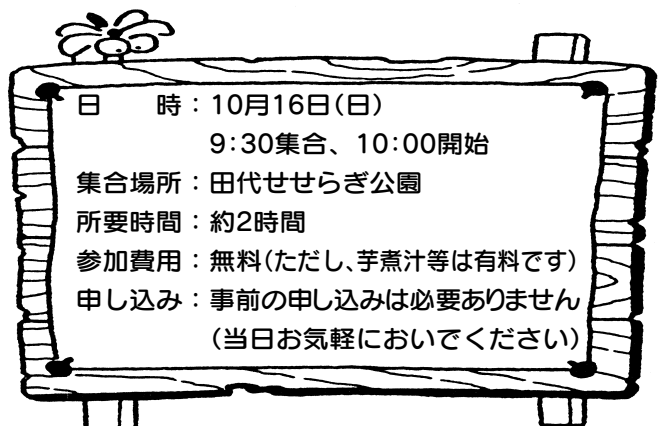 日　　時：10月16日（日）
9：30集合、10：00開始
集合場所：田代せせらぎ公園
所要時間：約2時間
参加費用：無料（ただし、芋煮汁等は有料です）
申し込み：事前の申し込みは必要ありません
（当日お気軽においでください）